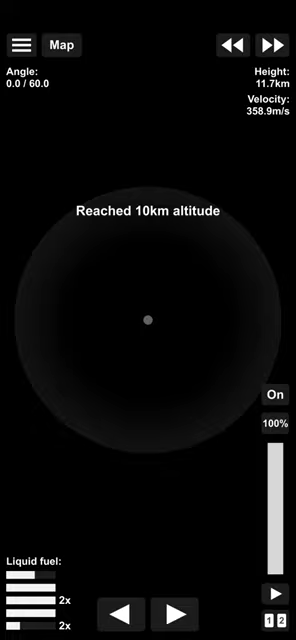 Map
Angle:
0.0 / 60.0
Height:
11.7km
Velocity:
358.9m/s
Reached 10km altitude
On
100%
Liquid fuel:
2x
2x
1 2